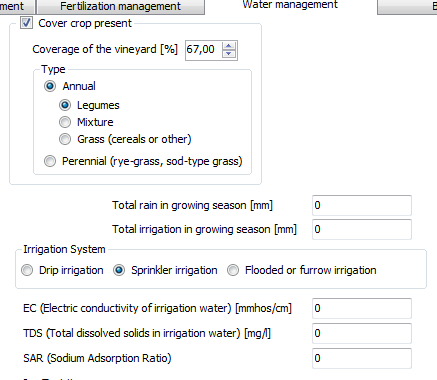 ment Fertilization management Water management B
Cover crop present
Coverage of the vineyard [%] 67,00
Type
Annual
Legumes
Mixture
Grass (cereals or other)
Perennial (rye-grass, sod-type grass)
Total rain in growing season [mm] 0
Total irrigation in growing season [mm] 0
Irrigation System
Drip irrigation Sprinkler irrigation Flooded or furrow irrigation
EC (Electric conductivity of irrigation water) [mmhos/cm] 0
TDS (Total dissolved solids in irrigation water) [mg/l] 0
SAR (Sodium Adsorption Ratio) 0